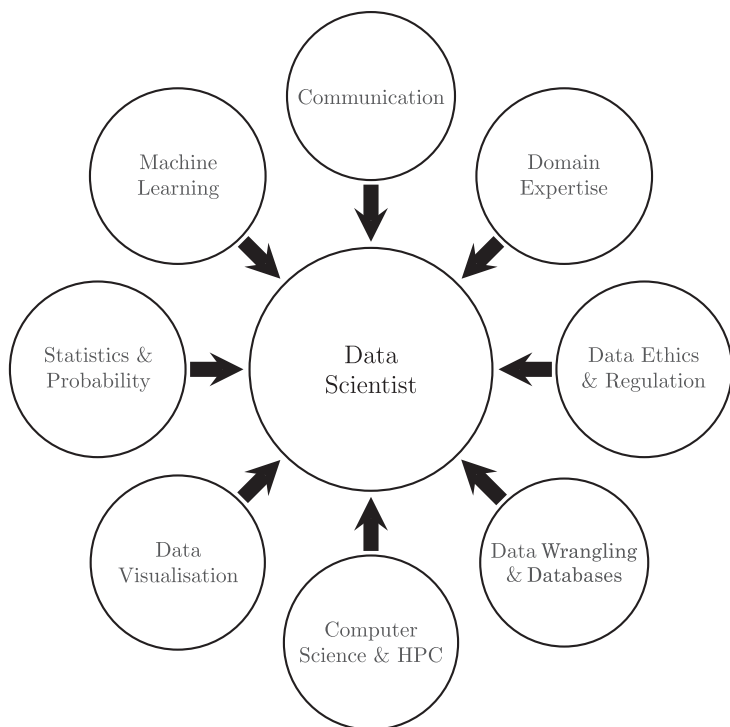 Communication
Machine
Learning
Domain
Expertise
Statistics &
Probability
Data
Scientist
Data Ethics
& Regulation
Data
Visualisation
Data Wrangling
& Databases
Computer
Science & HPC